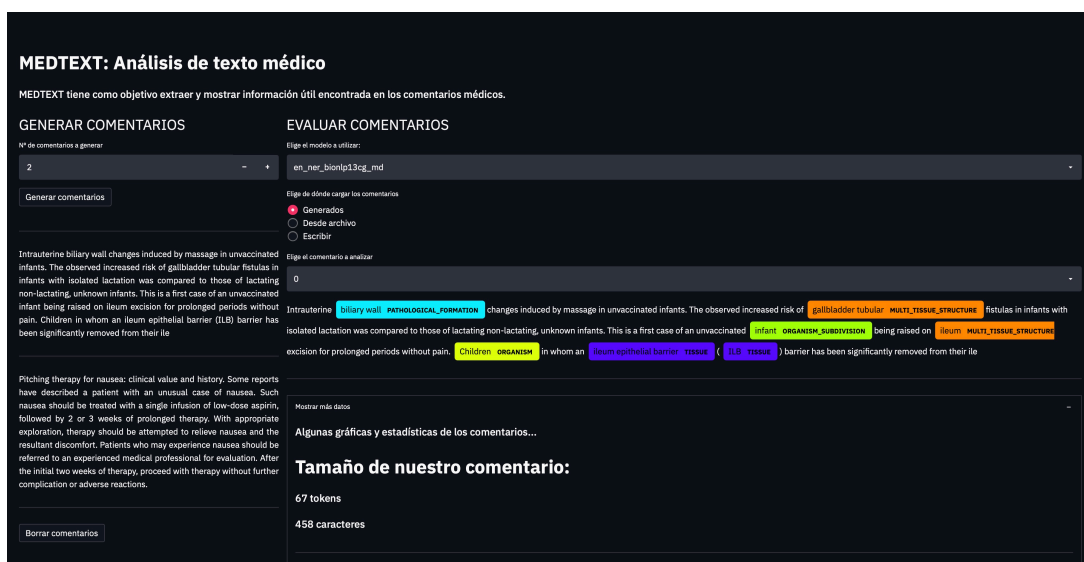 MEDTEXT: Análisis de texto médico
MEDTEXT tiene como objetivo extraer y mostrar información útil encontrada en los comentarios médicos.
GENERAR COMENTARIOS
Nº de comentarios a generar
2
− +
Generar comentarios
Intrauterine biliary wall changes induced by massage in unvaccinated
infants. The observed increased risk of gallbladder tubular fistulas in
infants with isolated lactation was compared to those of lactating
non-lactating, unknown infants. This is a first case of an unvaccinated
infant being raised on ileum excision for prolonged periods without
pain. Children in whom an ileum epithelial barrier (ILB) barrier has
been significantly removed from their ile
Pitching therapy for nausea: clinical value and history. Some reports
have described a patient with an unusual case of nausea. Such
nausea should be treated with a single infusion of low-dose aspirin,
followed by 2 or 3 weeks of prolonged therapy. With appropriate
exploration, therapy should be attempted to relieve nausea and the
resultant discomfort. Patients who may experience nausea should be
referred to an experienced medical professional for evaluation. After
the initial two weeks of therapy, proceed with therapy without further
complication or adverse reactions.
Borrar comentarios
EVALUAR COMENTARIOS
Elige el modelo a utilizar:
en_ner_bionlp13cg_md
Elige de dónde cargar los comentarios
Generados
Desde archivo
Escribir
Elige el comentario a analizar
0
Intrauterine biliary wall PATHOLOGICAL_FORMATION changes induced by massage in unvaccinated infants. The observed increased risk of gallbladder tubular MULTI_TISSUE_STRUCTURE fistulas in infants with
isolated lactation was compared to those of lactating non-lactating, unknown infants. This is a first case of an unvaccinated infant ORGANISM_SUBDIVISION being raised on ileum MULTI_TISSUE_STRUCTURE
excision for prolonged periods without pain. Children ORGANISM in whom an ileum epithelial barrier TISSUE ( ILB TISSUE ) barrier has been significantly removed from their ile
Mostrar más datos
−
Algunas gráficas y estadísticas de los comentarios...
Tamaño de nuestro comentario:
67 tokens
458 caracteres